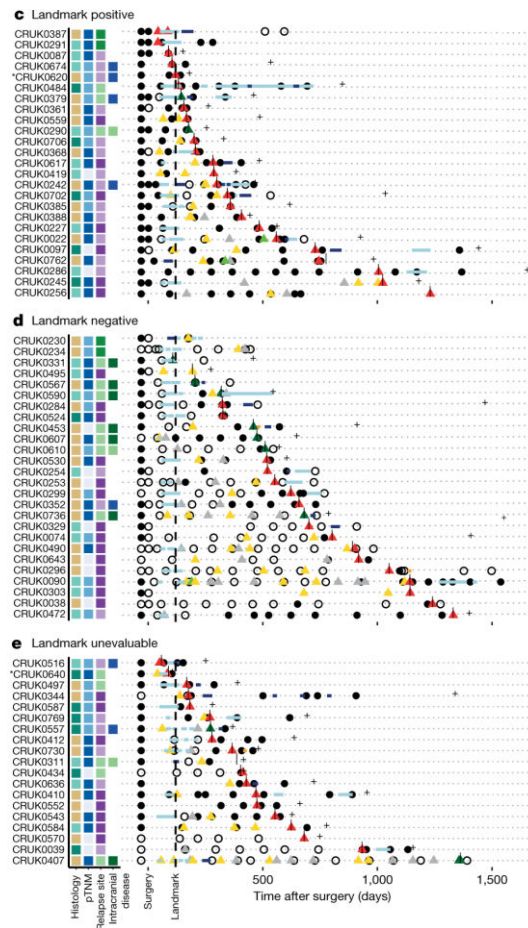 c Landmark positive
CRUK0387
CRUK0291
CRUK0087
CRUK0674
*CRUK0620
CRUK0484
CRUK0379
CRUK0361
CRUK0559
CRUK0290
CRUK0706
CRUK0368
CRUK0617
CRUK0419
CRUK0242
CRUK0702
CRUK0385
CRUK0388
CRUK0227
CRUK0022
CRUK0097
CRUK0762
CRUK0286
CRUK0245
CRUK0256
d Landmark negative
CRUK0230
CRUK0234
CRUK0331
CRUK0495
CRUK0567
CRUK0590
CRUK0284
CRUK0524
CRUK0453
CRUK0607
CRUK0610
CRUK0530
CRUK0254
CRUK0253
CRUK0299
CRUK0352
CRUK0736
CRUK0329
CRUK0074
CRUK0490
CRUK0643
CRUK0296
CRUK0090
CRUK0303
CRUK0038
CRUK0472
e Landmark unevaluable
CRUK0516
*CRUK0640
CRUK0497
CRUK0344
CRUK0587
CRUK0769
CRUK0557
CRUK0412
CRUK0730
CRUK0311
CRUK0434
CRUK0636
CRUK0410
CRUK0552
CRUK0543
CRUK0584
CRUK0570
CRUK0039
CRUK0407
Histology
pTNM
Relapse site
Intracranial
disease
Surgery
Landmark
500 1,000 1,500
Time after surgery (days)